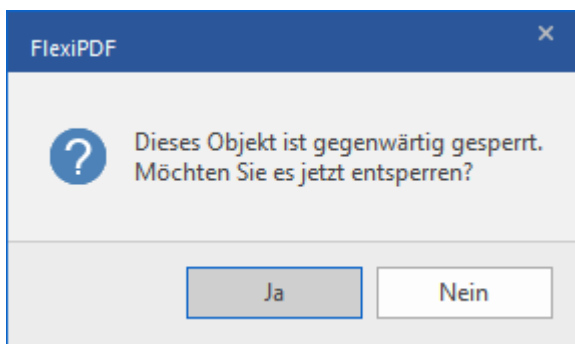 FlexiPDF
Dieses Objekt ist gegenwärtig gesperrt.
Möchten Sie es jetzt entsperren?
Ja
Nein